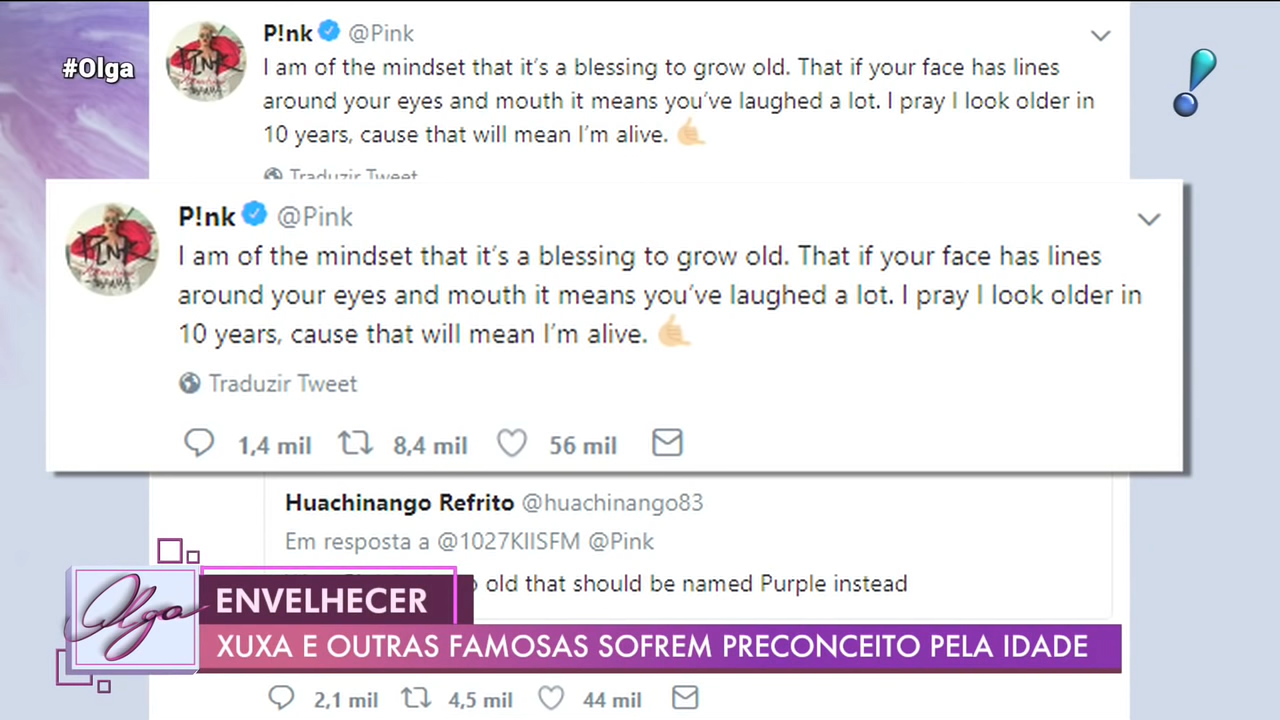 #Olga
P!nk @Pink
I am of the mindset that it's a blessing to grow old. That if your face has lines
around your eyes and mouth it means you've laughed a lot. I pray I look older in
10 years, cause that will mean I'm alive.
Traduzir Tweet
P!nk @Pink
I am of the mindset that it's a blessing to grow old. That if your face has lines
around your eyes and mouth it means you've laughed a lot. I pray I look older in
10 years, cause that will mean I'm alive.
Traduzir Tweet
1,4 mil 8,4 mil 56 mil
Huachinango Refrito @huachinango83
Em resposta a @1027KIISFM @Pink
old that should be named Purple instead
Olga
ENVELHECER
XUXA E OUTRAS FAMOSAS SOFREM PRECONCEITO PELA IDADE
2,1 mil 4,5 mil 44 mil